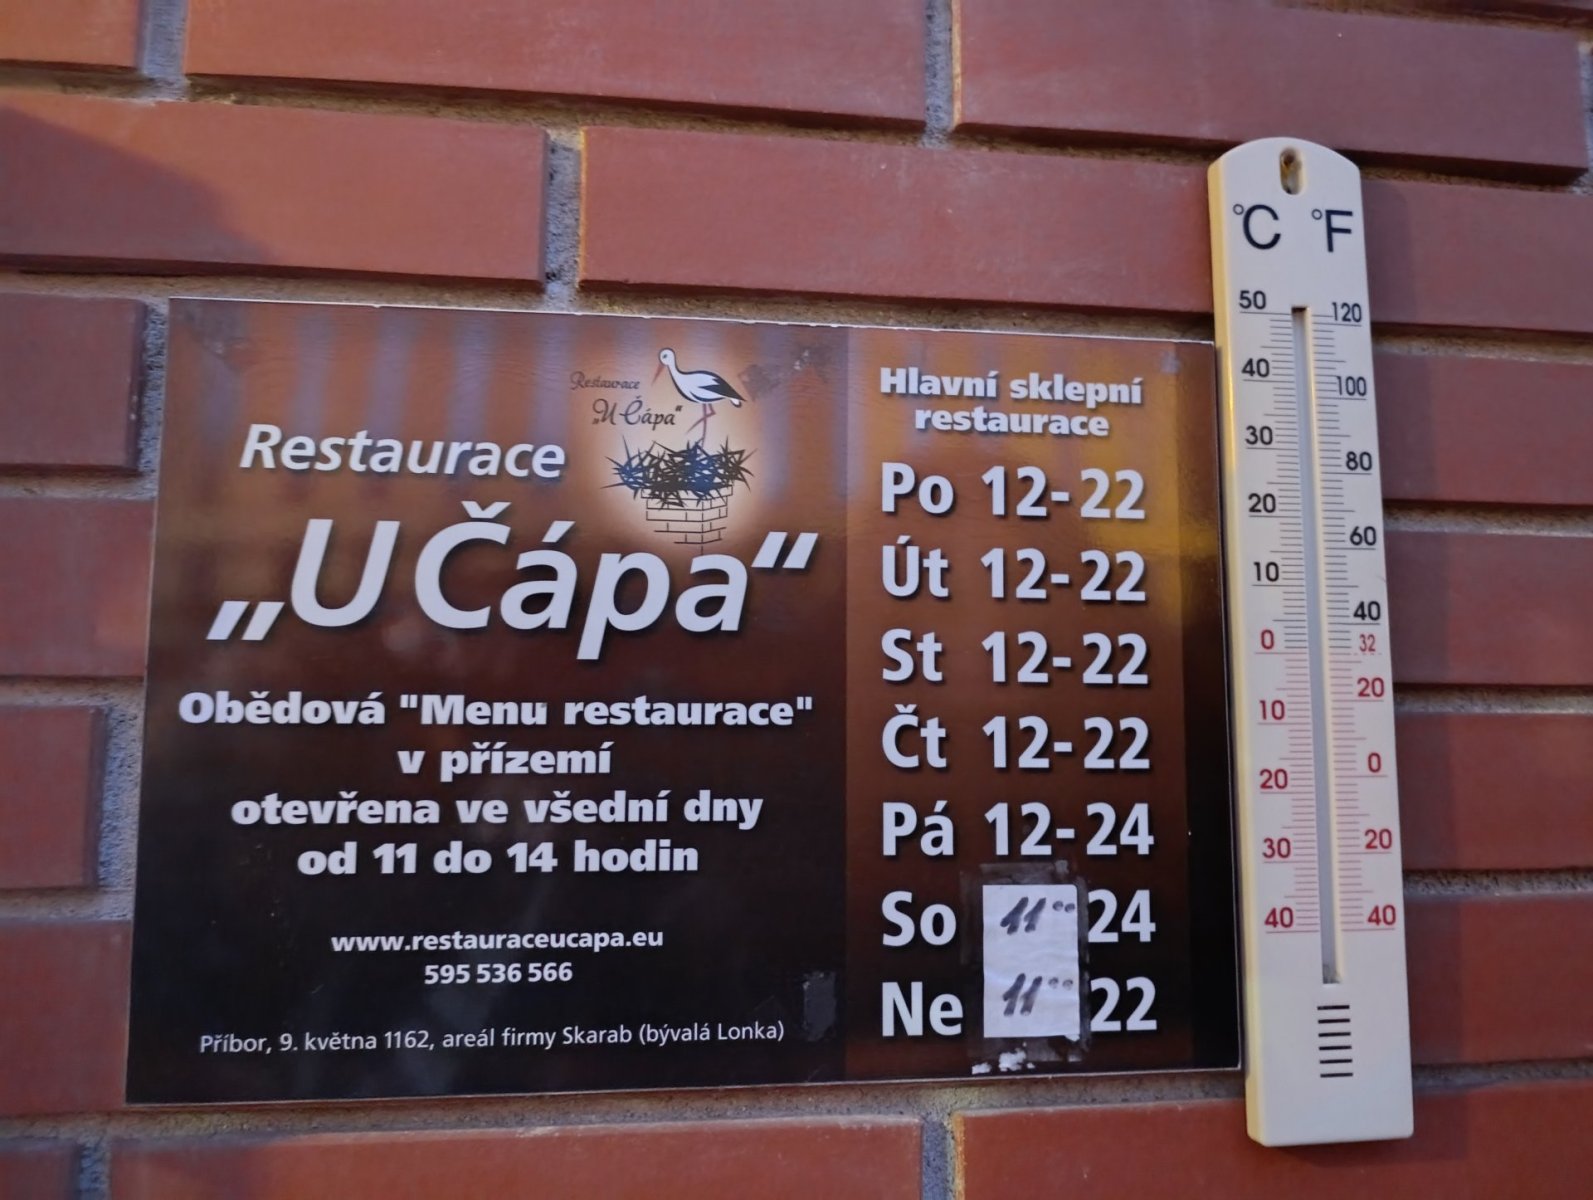 Restaurace
„U Čápa“
Restaurace
„U Čápa“
Obědová "Menu restaurace"
v přízemí
otevřena ve všední dny
od 11 do 14 hodin
www.restauraceucapa.eu
595 536 566
Příbor, 9. května 1162, areál firmy Skarab (bývalá Lonka)
Hlavní sklepní
restaurace
Po 12-22
Út 12-22
St 12-22
Čt 12-22
Pá 12-24
So 11⁰⁰ 24
Ne 11⁰⁰ 22
°C °F
50 120
40 100
30 80
20 60
10 40
0 32
10 20
20 0
30 20
40 40